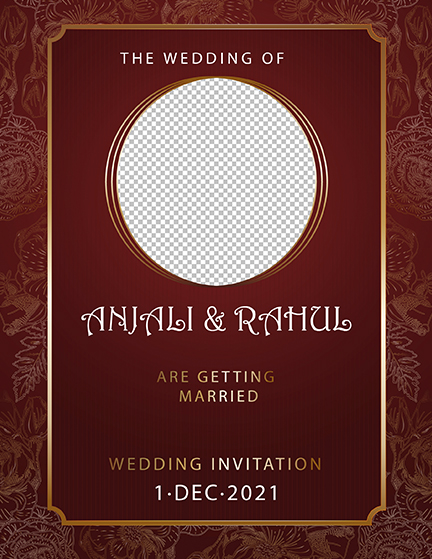 THE WEDDING OF
ANJALI & RAHUL
ARE GETTING
MARRIED
WEDDING INVITATION
1·DEC·2021